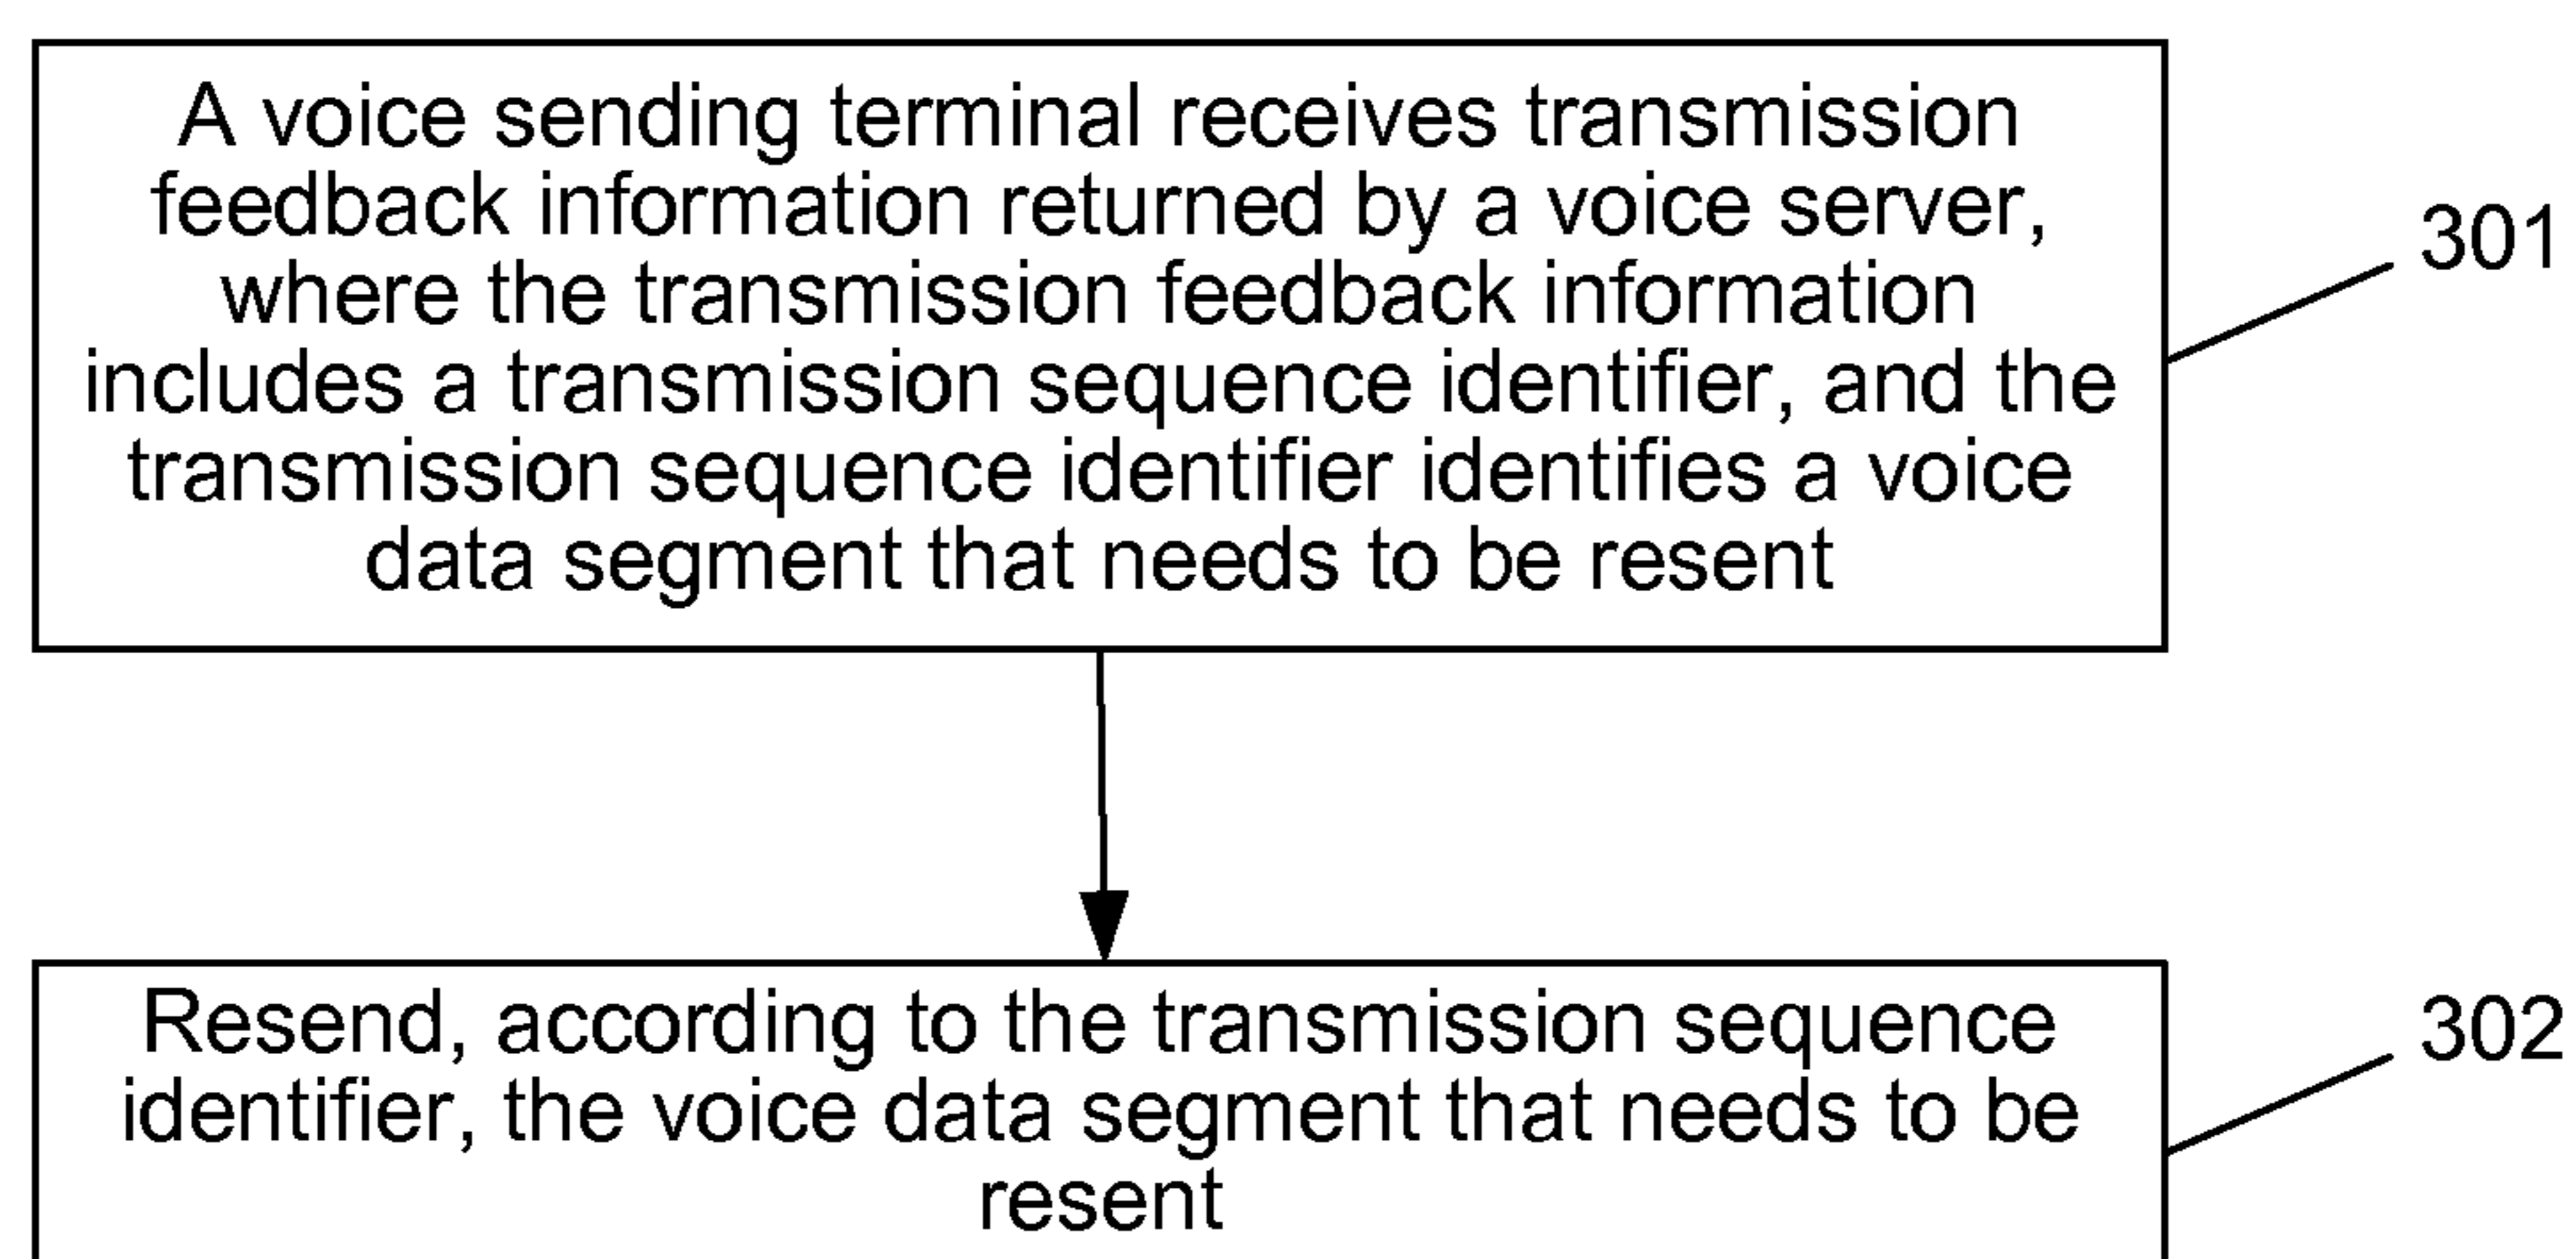 A voice sending terminal receives transmission
feedback information returned by a voice server,
where the transmission feedback information
includes a transmission sequence identifier, and the
transmission sequence identifier identifies a voice
data segment that needs to be resent
301
Resend, according to the transmission sequence
identifier, the voice data segment that needs to be
resent
302